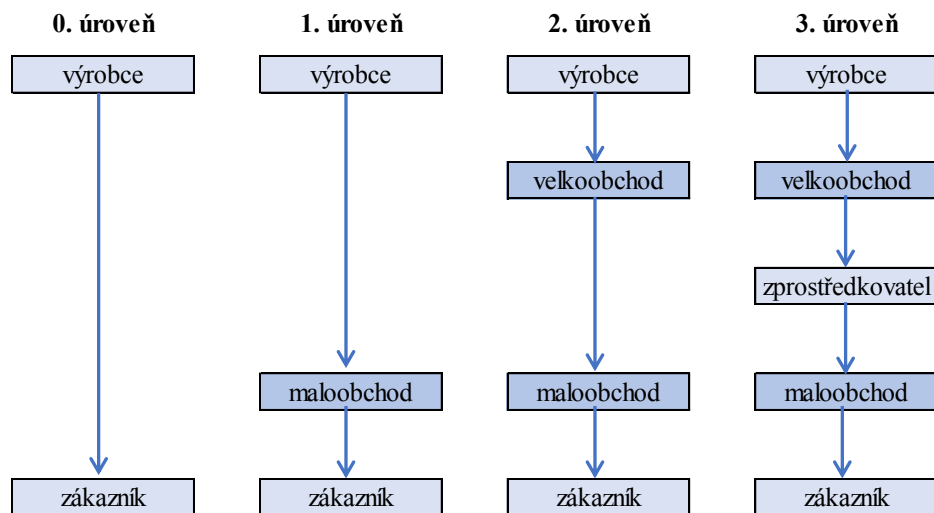 0. úroveň
1. úroveň
2. úroveň
3. úroveň
výrobce
výrobce
výrobce
výrobce
velkoobchod
velkoobchod
zprostředkovatel
maloobchod
maloobchod
maloobchod
zákazník
zákazník
zákazník
zákazník